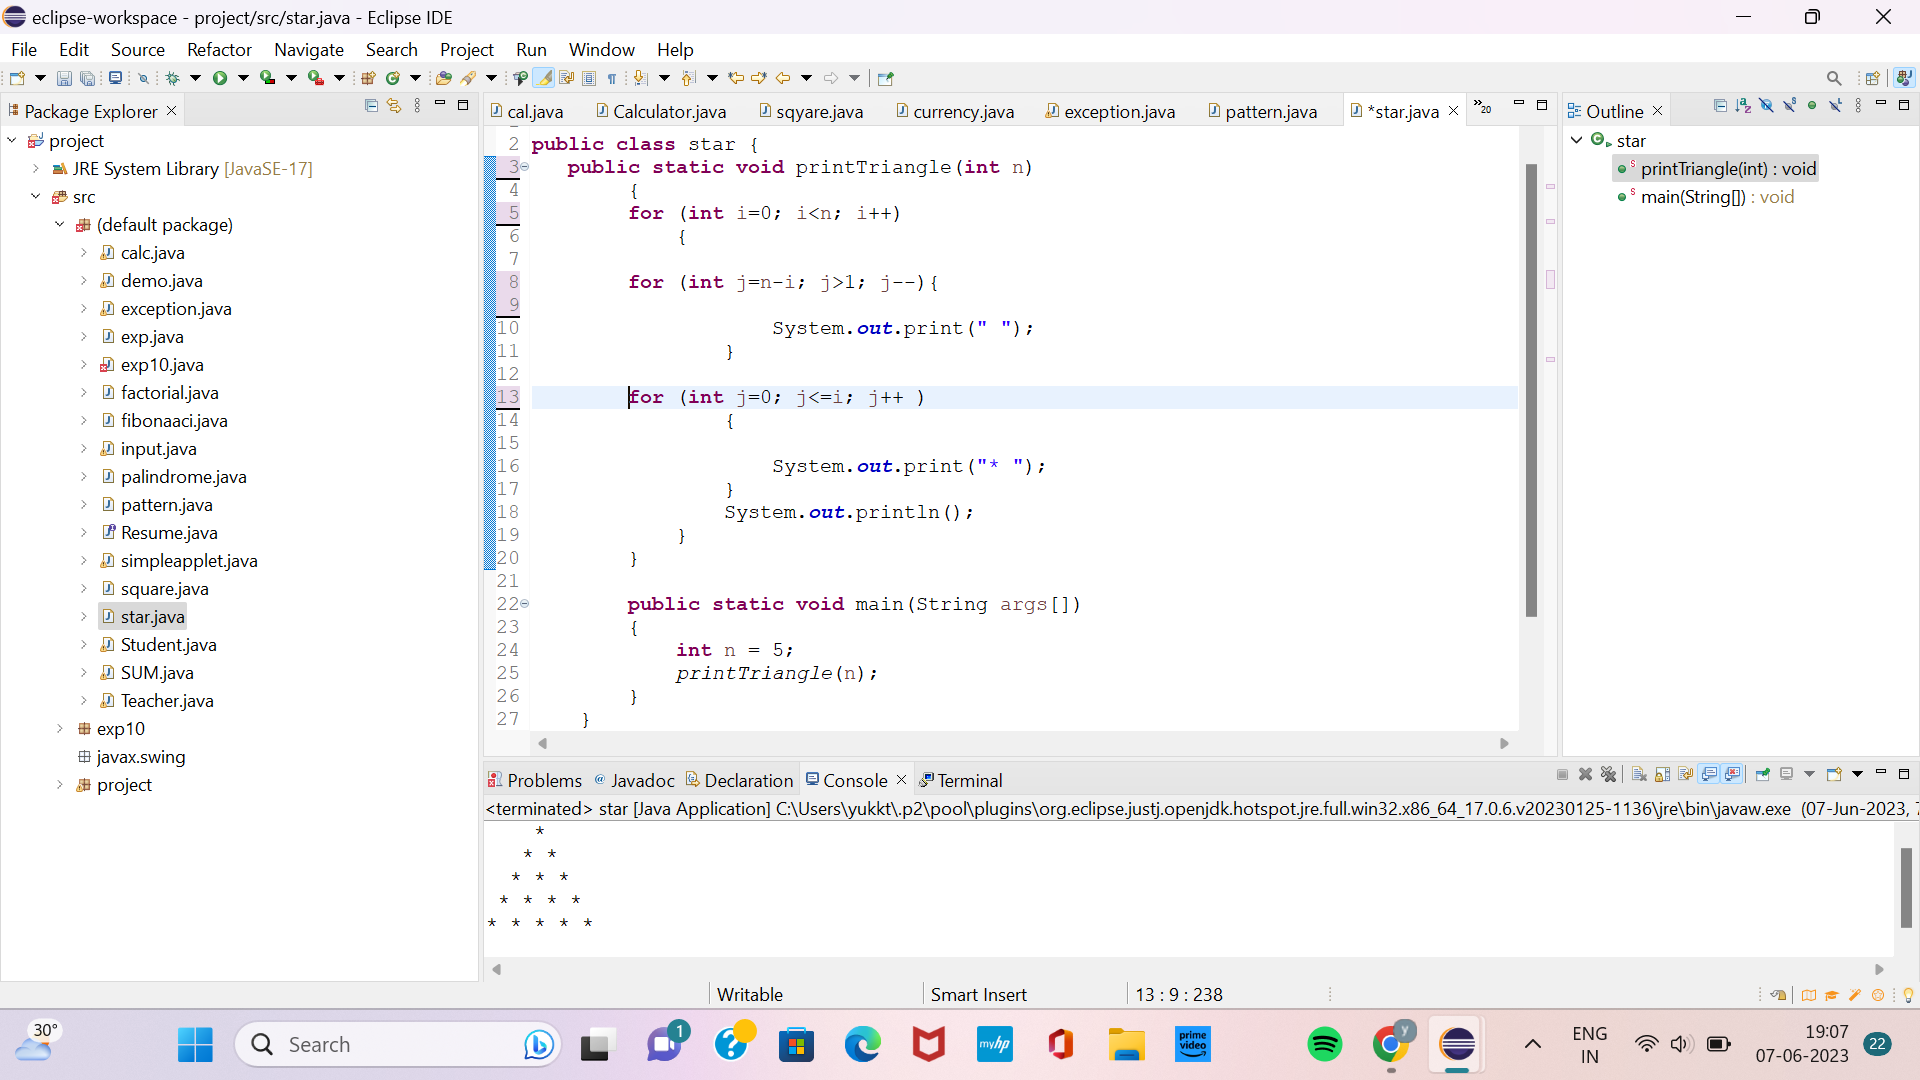 eclipse-workspace - project/src/star.java - Eclipse IDE
File Edit Source Refactor Navigate Search Project Run Window Help
Package Explorer
project
JRE System Library [JavaSE-17]
src
(default package)
calc.java
demo.java
exception.java
exp.java
exp10.java
factorial.java
fibonaaci.java
input.java
palindrome.java
pattern.java
Resume.java
simpleapplet.java
square.java
star.java
Student.java
SUM.java
Teacher.java
exp10
javax.swing
project
cal.java Calculator.java sqyare.java currency.java exception.java pattern.java *star.java »20
2 public class star {
3 public static void printTriangle(int n)
4 {
5 for (int i=0; i<n; i++)
6 {
7
8 for (int j=n-i; j>1; j--){
9
10 System.out.print(" ");
11 }
12
13 for (int j=0; j<=i; j++ )
14 {
15
16 System.out.print("* ");
17 }
18 System.out.println();
19 }
20 }
21
22 public static void main(String args[])
23 {
24 int n = 5;
25 printTriangle(n);
26 }
27 }
Outline
star
printTriangle(int) : void
main(String[]) : void
Problems @ Javadoc Declaration Console Terminal
<terminated> star [Java Application] C:\Users\yukkt\.p2\pool\plugins\org.eclipse.justj.openjdk.hotspot.jre.full.win32.x86_64_17.0.6.v20230125-1136\jre\bin\javaw.exe (07-Jun-2023,
*
* *
* * *
* * * *
* * * * *
Writable Smart Insert 13 : 9 : 238
30°
Search
1
myhp
prime video
y
ENG
IN
19:07
07-06-2023
22